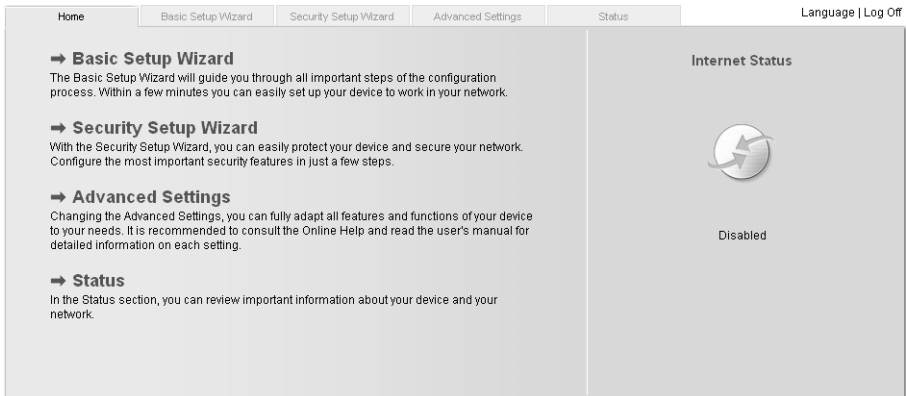 Home
Basic Setup Wizard
Security Setup Wizard
Advanced Settings
Status
Language | Log Off
➡ Basic Setup Wizard
The Basic Setup Wizard will guide you through all important steps of the configuration
process. Within a few minutes you can easily set up your device to work in your network.
➡ Security Setup Wizard
With the Security Setup Wizard, you can easily protect your device and secure your network.
Configure the most important security features in just a few steps.
➡ Advanced Settings
Changing the Advanced Settings, you can fully adapt all features and functions of your device
to your needs. It is recommended to consult the Online Help and read the user's manual for
detailed information on each setting.
➡ Status
In the Status section, you can review important information about your device and your
network.
Internet Status
Disabled